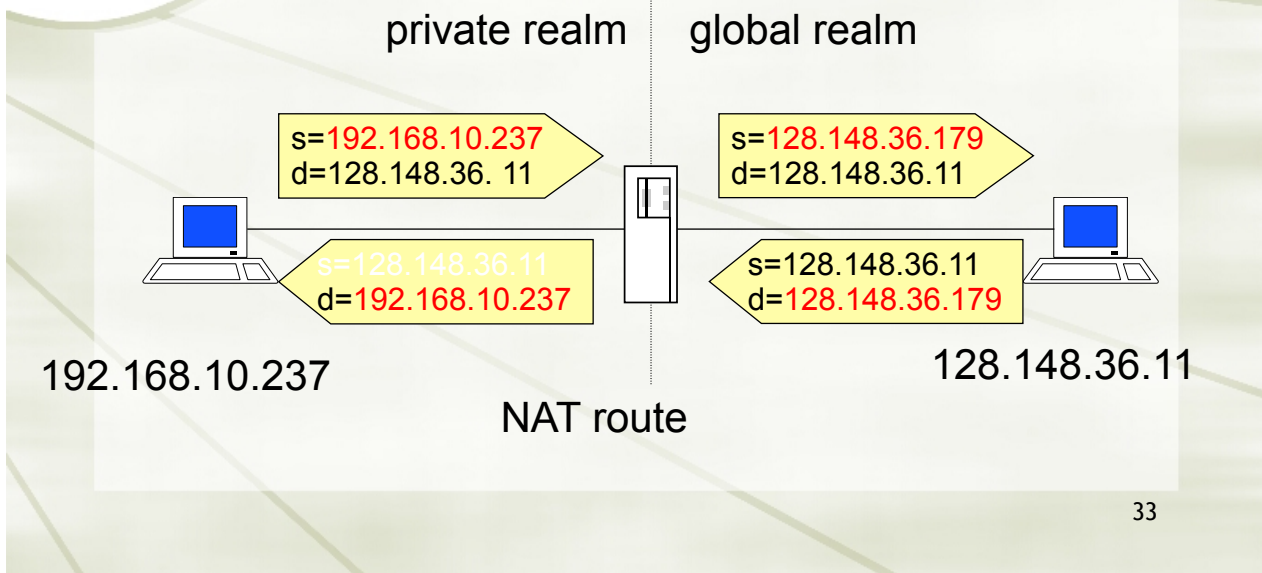 private realm
global realm
s=192.168.10.237
d=128.148.36. 11
s=128.148.36.179
d=128.148.36.11
s=128.148.36.11
d=192.168.10.237
s=128.148.36.11
d=128.148.36.179
192.168.10.237
128.148.36.11
NAT route
33